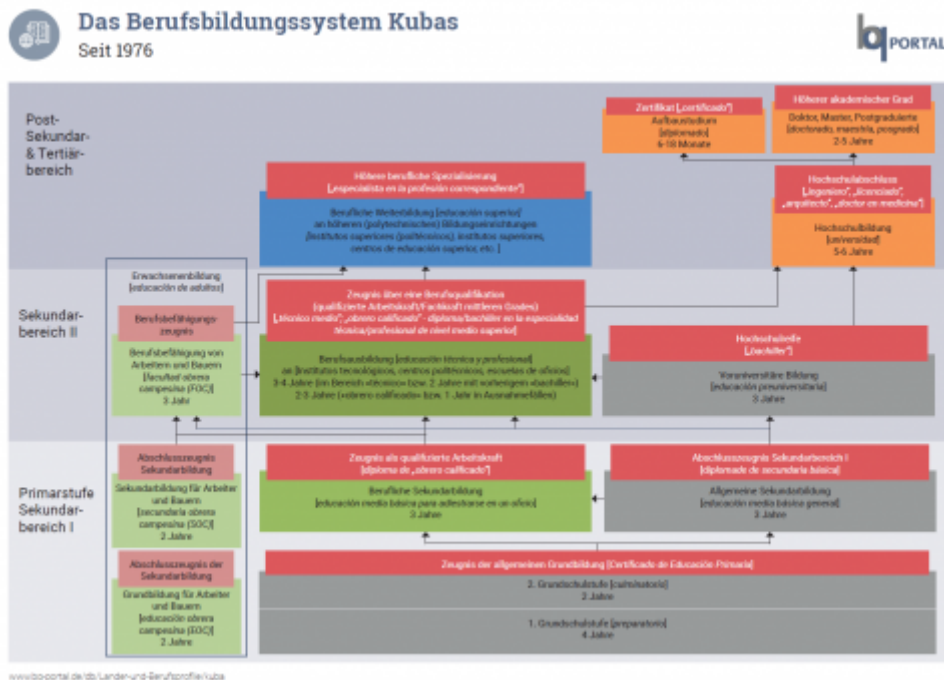 Das Berufsbildungssystem Kubas
Seit 1976
bq PORTAL
Post-
Sekundar-
& Tertiär-
bereich
Zertifikat [„certificado“]
Aufbaustudium
[diplomado]
6-18 Monate
Höherer akademischer Grad
Doktor, Master, Postgraduierte
[doctorado, maestría, posgrado]
2-5 Jahre
Höhere berufliche Spezialisierung
[„especialista en la profesión correspondiente“]
Berufliche Weiterbildung [educación superior]
an höheren (polytechnischen) Bildungseinrichtungen
[institutos superiores (politécnicos), institutos superiores,
centros de educación superior, etc. ]
Hochschulabschluss
[„ingeniero“, „licenciado“,
„arquitecto“, „doctor en medicina“]
Hochschulbildung
[universidad]
5-6 Jahre
Sekundar-
bereich II
Erwachsenenbildung
[educación de adultos]
Berufsbefähigungs-
zeugnis
Berufsbefähigung von
Arbeitern und Bauern
[facultad obrera
campesina (FOC)]
3 Jahr
Zeugnis über eine Berufsqualifikation
(qualifizierte Arbeitskraft/Fachkraft mittleren Grades)
[„técnico medio“, „obrero calificado“ - diploma/bachiller en la especialidad
técnica/profesional de nivel medio superior]
Berufsausbildung [educación técnica y profesional]
an [institutos tecnológicos, centros politécnicos, escuelas de oficios]
3-4 Jahre (im Bereich «técnico» bzw. 2 Jahre mit vorherigem «bachiller»)
2-3 Jahre («obrero calificado» bzw. 1 Jahr in Ausnahmefällen)
Hochschulreife
[„bachiller“]
Voruniversitäre Bildung
[educación preuniversitaria]
3 Jahre
Primarstufe
Sekundar-
bereich I
Abschlusszeugnis
Sekundarbildung
Sekundarbildung für Arbeiter
und Bauern
[secundaria obrera
campesina (SOC)]
2 Jahre
Zeugnis als qualifizierte Arbeitskraft
[diploma de „obrero calificado“]
Berufliche Sekundarbildung
[educación media básica para adiestrarse en un oficio]
3 Jahre
Abschlusszeugnis Sekundarbereich I
[diplomade de secundaria básica]
Allgemeine Sekundarbildung
[educación media básica general]
3 Jahre
Abschlusszeugnis der
Sekundarbildung
Grundbildung für Arbeiter
und Bauern
[educación obrera
campesina (EOC)]
2 Jahre
Zeugnis der allgemeinen Grundbildung [Certificado de Educación Primaria]
2. Grundschulstufe [culminatorio]
2 Jahre
1. Grundschulstufe [preparatorio]
4 Jahre
www.bq-portal.de/db/Länder-und-Berufsprofile/kuba